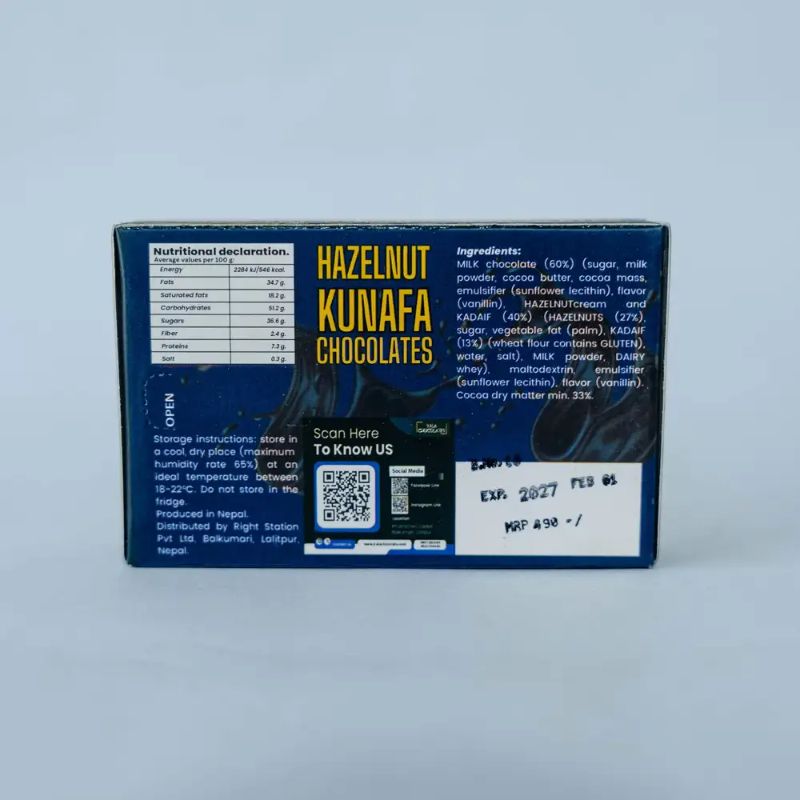 Nutritional declaration.
Average values per 100 g.
Energy 2284 kJ/546 kcal.
Fats 34.7 g.
Saturated fats 18.2 g.
Carbohydrates 51.2 g.
Sugars 36.6 g.
Fiber 2.4 g.
Proteins 7.3 g.
Salt 0.3 g.
OPEN
Storage instructions: store in
a cool, dry place (maximum
humidity rate 65%) at an
ideal temperature between
18-22°C. Do not store in the
fridge.
Produced in Nepal.
Distributed by Right Station
Pvt Ltd, Balkumari, Lalitpur,
Nepal.
HAZELNUT
KUNAFA
CHOCOLATES
Scan Here
To Know US
Social Media
Ingredients:
MILK chocolate (60%) (sugar, milk
powder, cocoa butter, cocoa mass,
emulsifier (sunflower lecithin), flavor
(vanillin), HAZELNUTcream and
KADAIF (40%) (HAZELNUTS (27%),
sugar, vegetable fat (palm), KADAIF
(13%) (wheat flour contains GLUTEN),
water, salt), MILK powder, DAIRY
whey), maltodextrin, emulsifier
(sunflower lecithin), flavor (vanillin).
Cocoa dry matter min. 33%.
EXP. 2027 FEB 01
MRP 490 -/